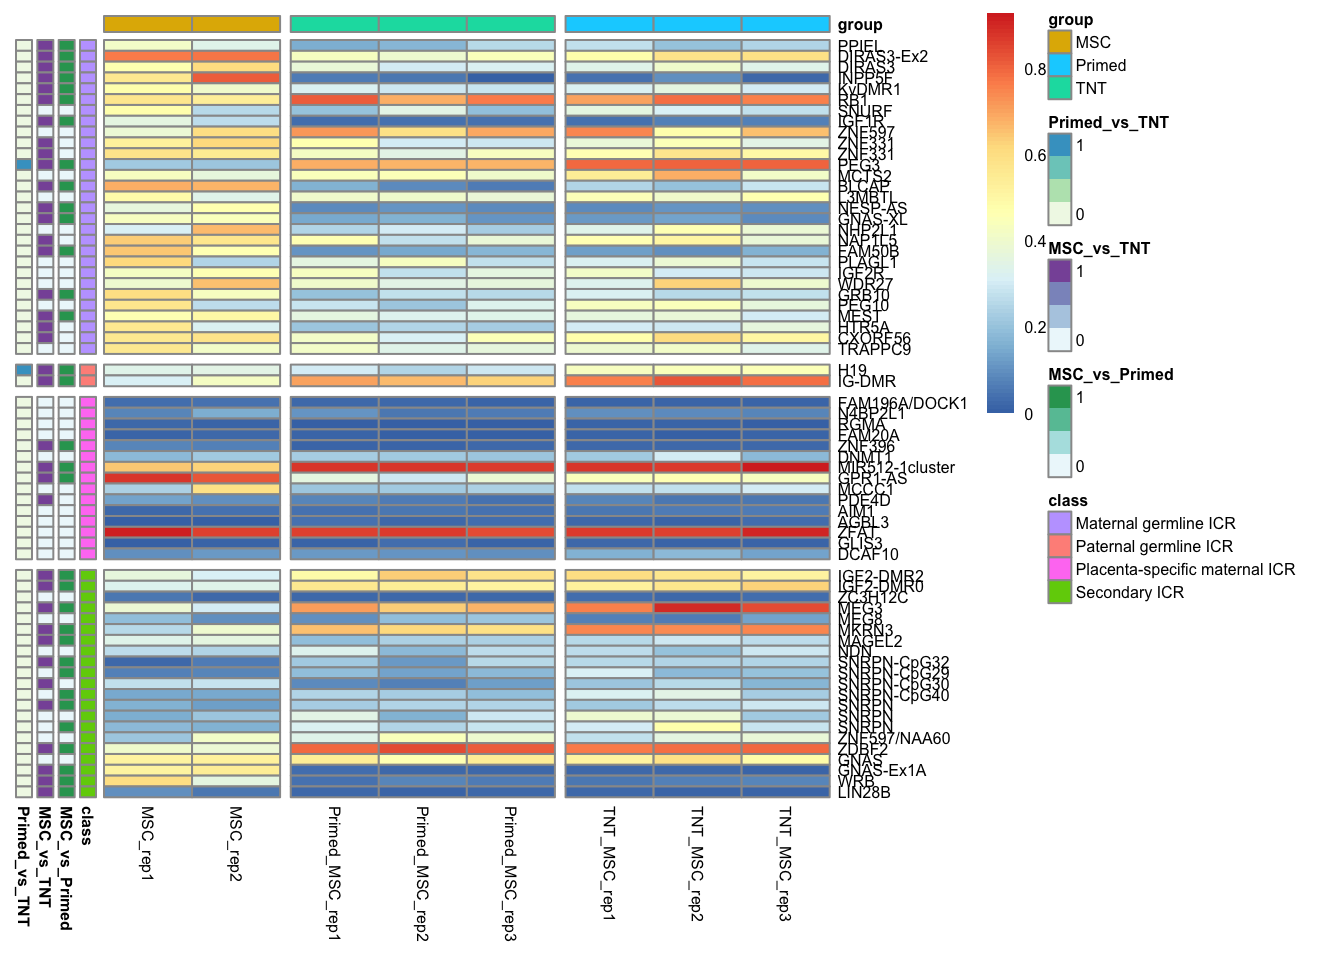 group
PPIEL
DIRAS3-Ex2
DIRAS3
INPP5F
KvDMR1
RB1
SNURF
IGF1R
ZNF597
ZNF331
ZNF331
PEG3
MCTS2
BLCAP
L3MBTL
NESP-AS
GNAS-XL
NHP2L1
NAP1L5
FAM50B
PLAGL1
IGF2R
WDR27
GRB10
PEG10
MEST
HTR5A
CXORF56
TRAPPC9
H19
IG-DMR
FAM196A/DOCK1
N4BP2L1
RGMA
FAM20A
ZNF396
DNMT1
MIR512-1cluster
GPR1-AS
MCCC1
PDE4D
AIM1
AGBL3
ZFAT
GLIS3
DCAF10
IGF2-DMR2
IGF2-DMR0
ZC3H12C
MEG3
MEG8
MKRN3
MAGEL2
NDN
SNRPN-CpG32
SNRPN-CpG29
SNRPN-CpG30
SNRPN-CpG40
SNRPN
SNRPN
SNRPN
ZNF597/NAA60
ZDBF2
GNAS
GNAS-Ex1A
WRB
LIN28B
Primed_vs_TNT
MSC_vs_TNT
MSC_vs_Primed
class
MSC_rep1
MSC_rep2
Primed_MSC_rep1
Primed_MSC_rep2
Primed_MSC_rep3
TNT_MSC_rep1
TNT_MSC_rep2
TNT_MSC_rep3
0.8
0.6
0.4
0.2
0
group
MSC
Primed
TNT
Primed_vs_TNT
1
0
MSC_vs_TNT
1
0
MSC_vs_Primed
1
0
class
Maternal germline ICR
Paternal germline ICR
Placenta-specific maternal ICR
Secondary ICR